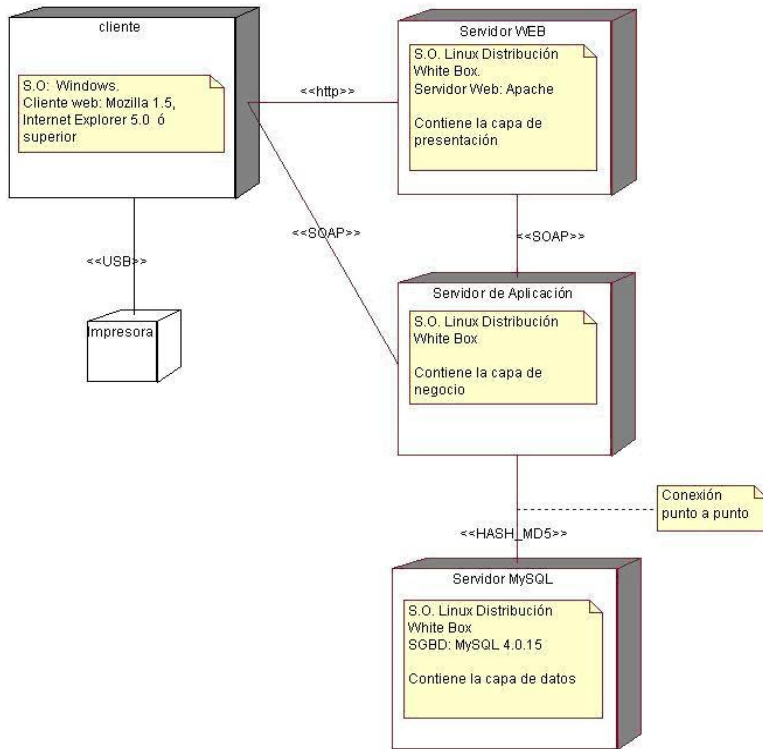 cliente
S.O: Windows.
Cliente web: Mozilla 1.5,
Internet Explorer 5.0 ó
superior
<<http>>
Servidor WEB
S.O. Linux Distribución
White Box.
Servidor Web: Apache
Contiene la capa de
presentación
<<USB>>
<<SOAP>>
<<SOAP>>
Impresora
Servidor de Aplicación
S.O. Linux Distribución
White Box
Contiene la capa de
negocio
Conexión
punto a punto
<<HASH_MD5>>
Servidor MySQL
S.O. Linux Distribución
White Box
SGBD: MySQL 4.0.15
Contiene la capa de datos